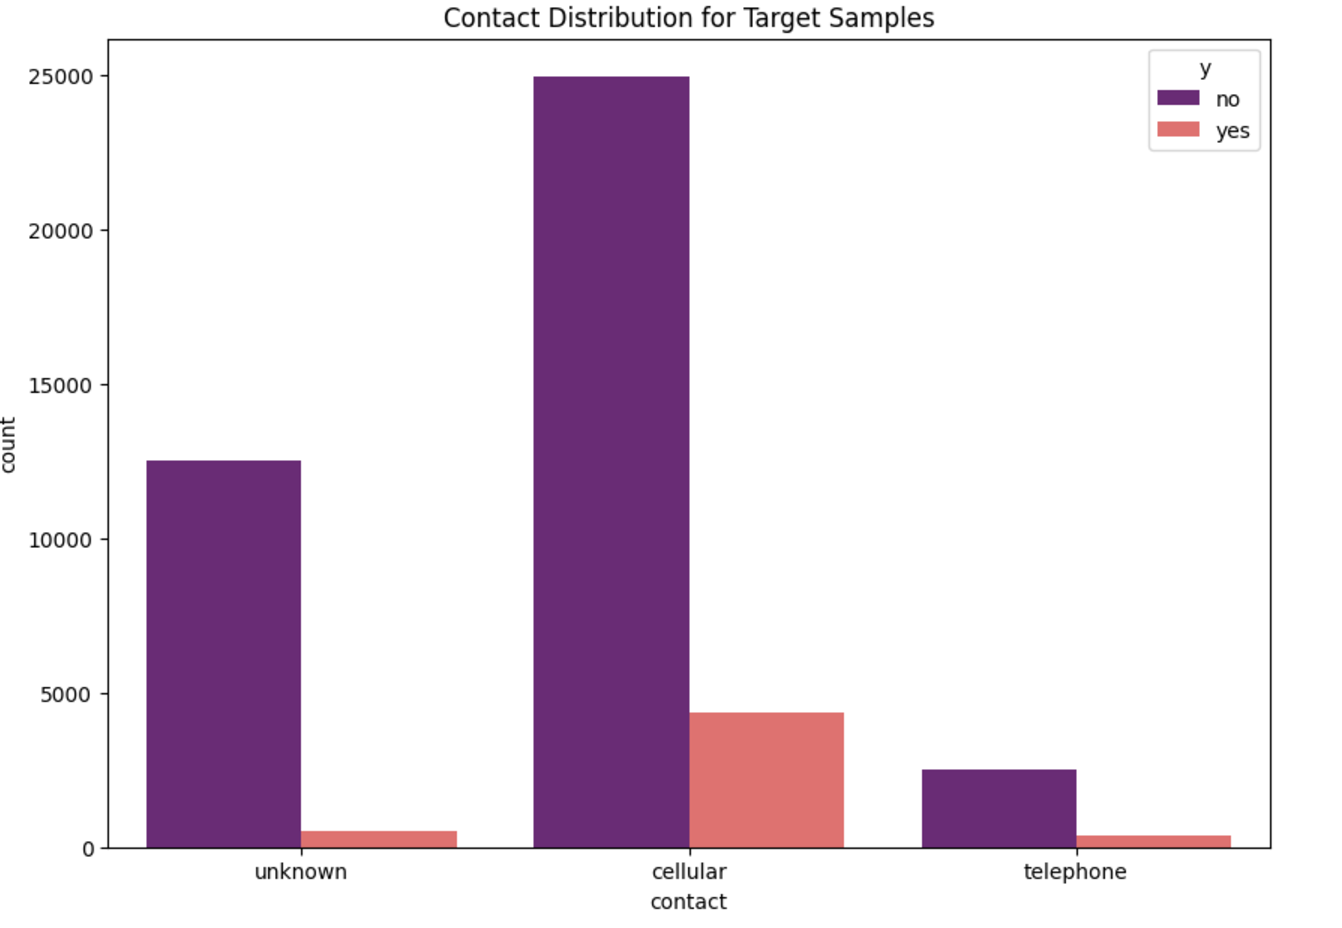 Contact Distribution for Target Samples
y
no
yes
25000
20000
15000
10000
5000
0
count
unknown
cellular
telephone
contact